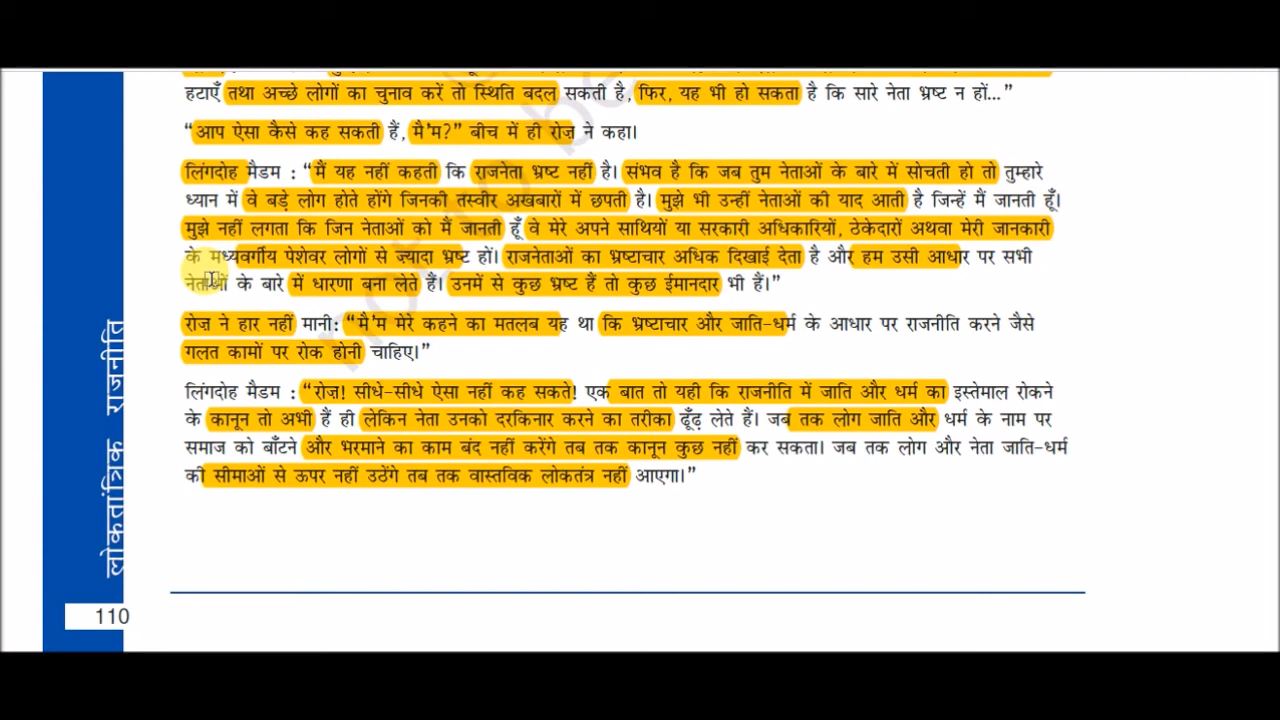 हटाएँ तथा अच्छे लोगों का चुनाव करें तो स्थिति बदल सकती है, फिर, यह भी हो सकता है कि सारे नेता भ्रष्ट न हों...”
“आप ऐसा कैसे कह सकती हैं, मै'म?” बीच में ही रोज़ ने कहा।
लिंगदोह मैडम : “मैं यह नहीं कहती कि राजनेता भ्रष्ट नहीं है। संभव है कि जब तुम नेताओं के बारे में सोचती हो तो तुम्हारे
ध्यान में वे बड़े लोग होते होंगे जिनकी तस्वीर अखबारों में छपती है। मुझे भी उन्हीं नेताओं की याद आती है जिन्हें मैं जानती हूँ।
मुझे नहीं लगता कि जिन नेताओं को मैं जानती हूँ वे मेरे अपने साथियों या सरकारी अधिकारियों, ठेकेदारों अथवा मेरी जानकारी
के मध्यवर्गीय पेशेवर लोगों से ज्यादा भ्रष्ट हों। राजनेताओं का भ्रष्टाचार अधिक दिखाई देता है और हम उसी आधार पर सभी
नेताओं के बारे में धारणा बना लेते हैं। उनमें से कुछ भ्रष्ट हैं तो कुछ ईमानदार भी हैं।”
रोज़ ने हार नहीं मानी: “मै'म मेरे कहने का मतलब यह था कि भ्रष्टाचार और जाति-धर्म के आधार पर राजनीति करने जैसे
गलत कामों पर रोक होनी चाहिए।”
लिंगदोह मैडम : “रोज़! सीधे-सीधे ऐसा नहीं कह सकते! एक बात तो यही कि राजनीति में जाति और धर्म का इस्तेमाल रोकने
के कानून तो अभी हैं ही लेकिन नेता उनको दरकिनार करने का तरीका ढूँढ़ लेते हैं। जब तक लोग जाति और धर्म के नाम पर
समाज को बाँटने और भरमाने का काम बंद नहीं करेंगे तब तक कानून कुछ नहीं कर सकता। जब तक लोग और नेता जाति-धर्म
की सीमाओं से ऊपर नहीं उठेंगे तब तक वास्तविक लोकतंत्र नहीं आएगा।”
लोकतांत्रिक राजनीति
110